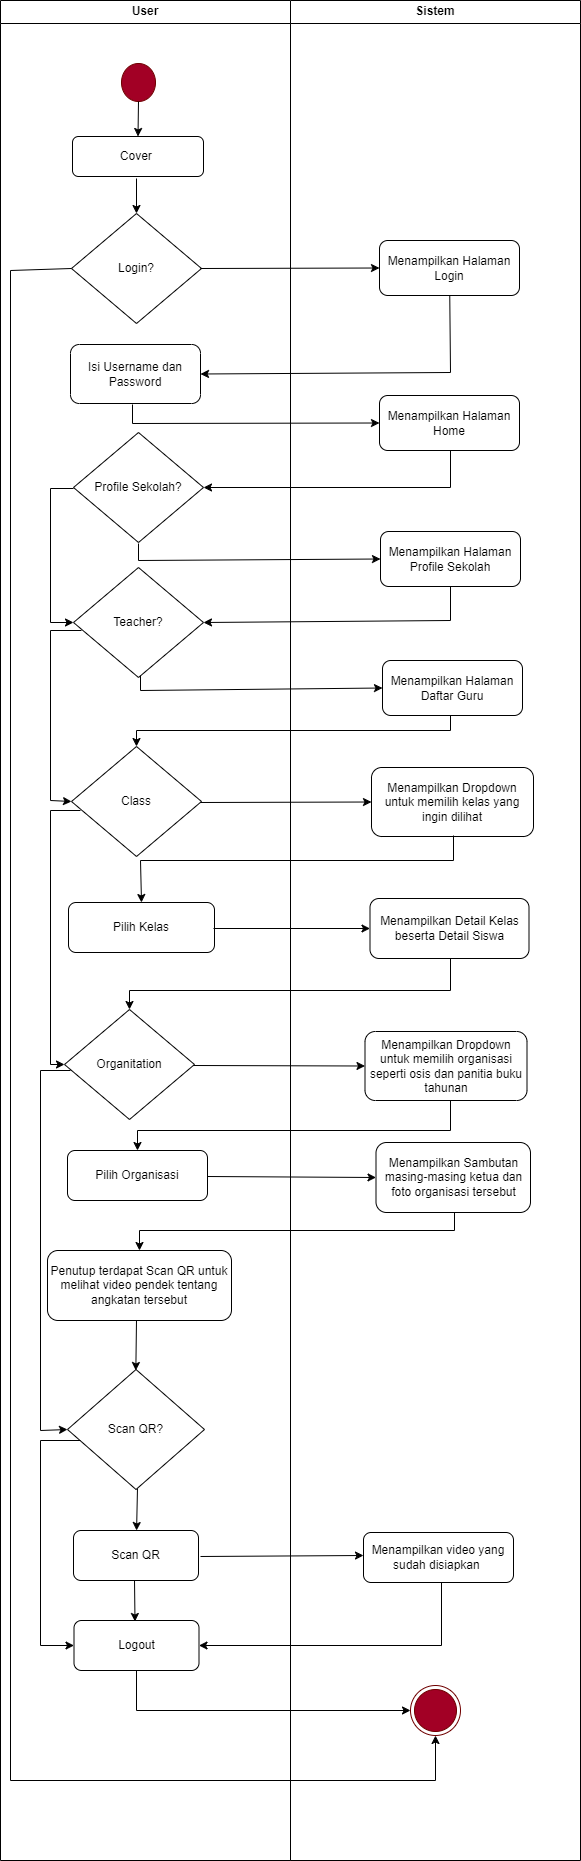 User
Sistem
Cover
Login?
Menampilkan Halaman
Login
Isi Username dan
Password
Menampilkan Halaman
Home
Profile Sekolah?
Menampilkan Halaman
Profile Sekolah
Teacher?
Menampilkan Halaman
Daftar Guru
Class
Menampilkan Dropdown
untuk memilih kelas yang
ingin dilihat
Pilih Kelas
Menampilkan Detail Kelas
beserta Detail Siswa
Organitation
Menampilkan Dropdown
untuk memilih organisasi
seperti osis dan panitia buku
tahunan
Pilih Organisasi
Menampilkan Sambutan
masing-masing ketua dan
foto organisasi tersebut
Penutup terdapat Scan QR untuk
melihat video pendek tentang
angkatan tersebut
Scan QR?
Scan QR
Menampilkan video yang
sudah disiapkan
Logout